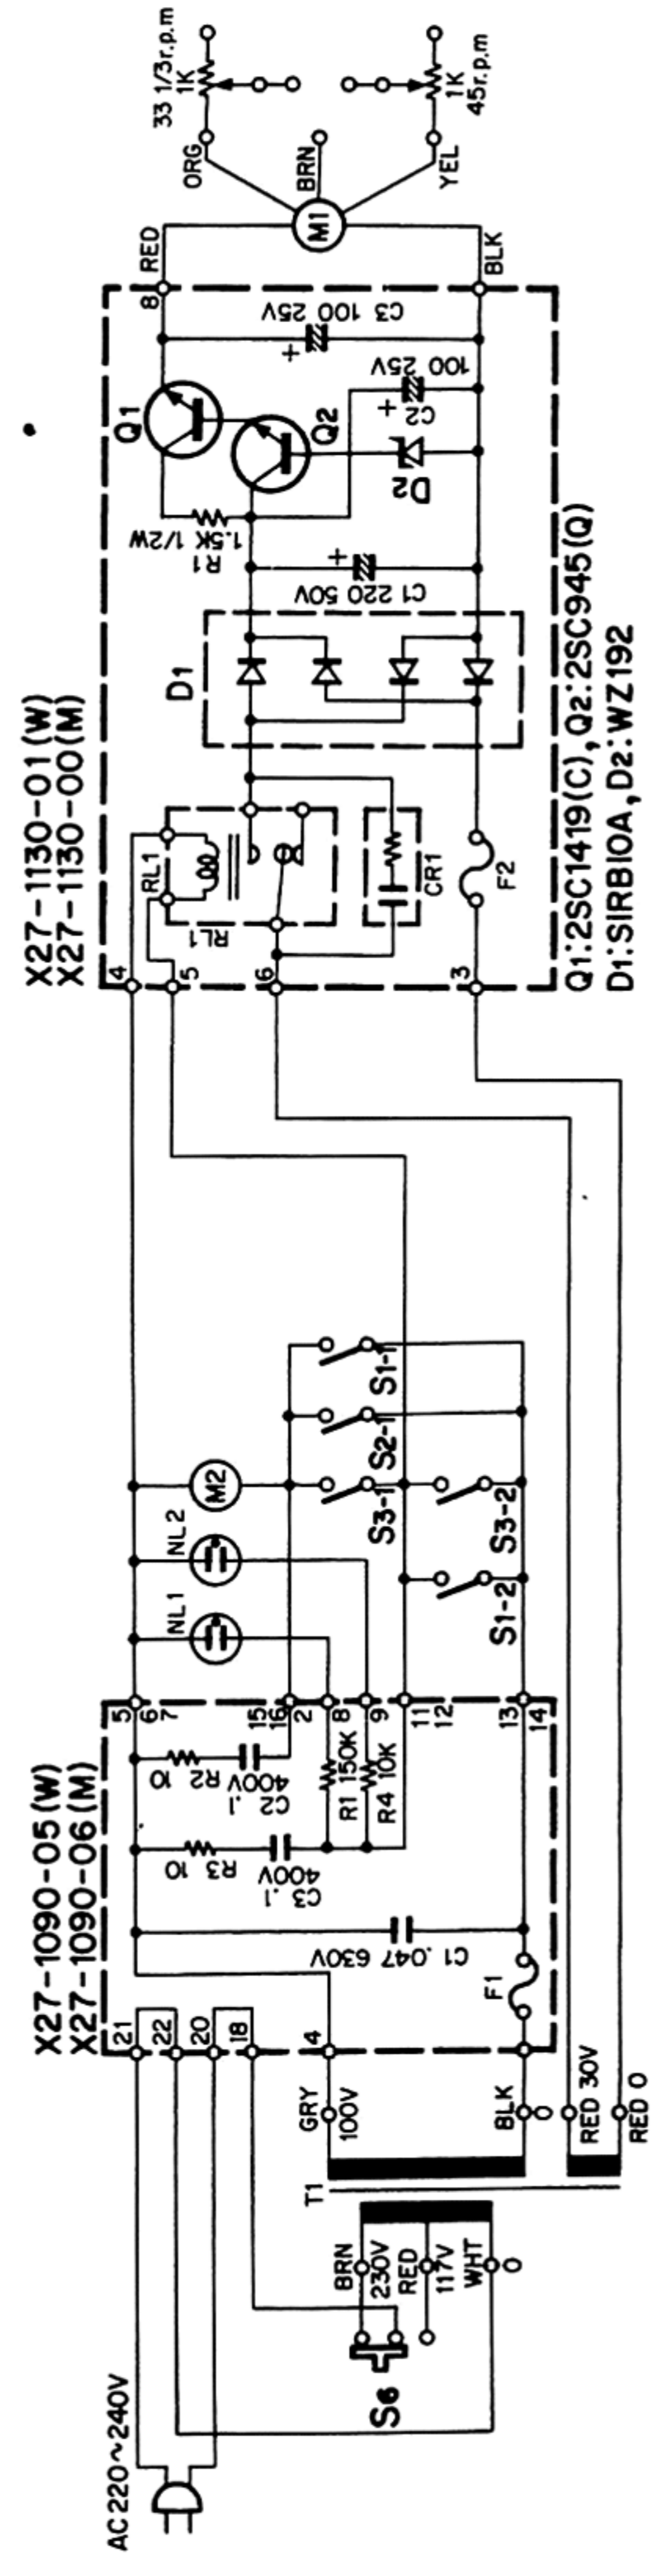 33 1/3r.p.m
1K
1K
45r.p.m
ORG
BRN
YEL
M1
RED
BLK
8
C3 100 25V
+
100 25V
C2
+
Q1
Q2
D2
R1
1.5K 1/2W
+
C1 220 50V
D1
X27-1130-01(W)
X27-1130-00(M)
RL1
RL1
CR1
F2
4
5
6
3
Q1:2SC1419(C), Q2:2SC945(Q)
D1:SIRBIOA, D2:WZ192
S1-1
S2-1
S3-1
S3-2
S1-2
M2
NL2
NL1
5
6
7
15
16
2
8
9
11
12
13
14
R2 10
C2 .1
400V
R1 150K
R4 10K
R3 10
C3 .1
400V
C1 .047 630V
F1
X27-1090-05(W)
X27-1090-06(M)
21
22
20
18
4
GRY
100V
BLK
0
RED 30V
RED 0
T1
BRN
230V
RED
117V
WHT
0
S6
AC220~240V